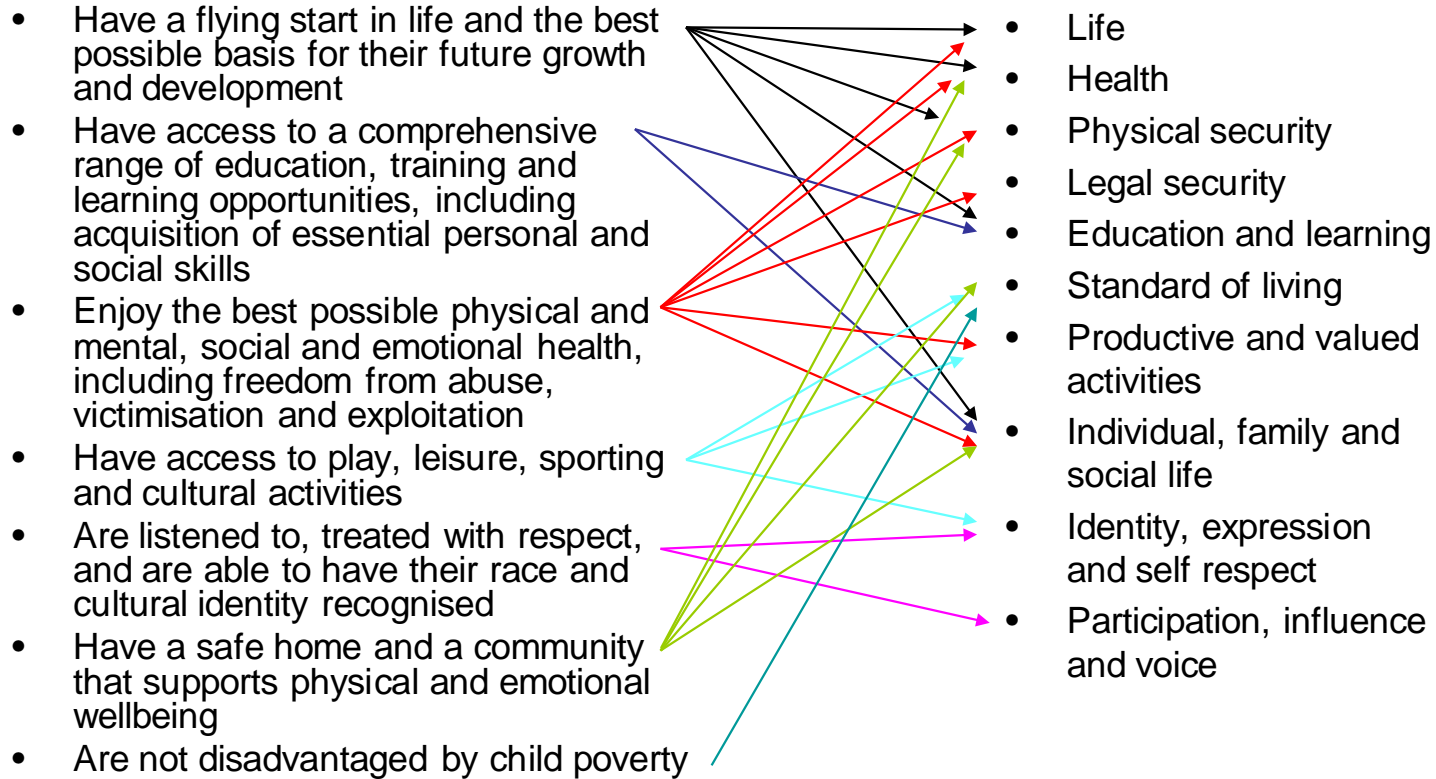 • Have a flying start in life and the best
possible basis for their future growth
and development
• Have access to a comprehensive
range of education, training and
learning opportunities, including
acquisition of essential personal and
social skills
• Enjoy the best possible physical and
mental, social and emotional health,
including freedom from abuse,
victimisation and exploitation
• Have access to play, leisure, sporting
and cultural activities
• Are listened to, treated with respect,
and are able to have their race and
cultural identity recognised
• Have a safe home and a community
that supports physical and emotional
wellbeing
• Are not disadvantaged by child poverty
• Life
• Health
• Physical security
• Legal security
• Education and learning
• Standard of living
• Productive and valued
activities
• Individual, family and
social life
• Identity, expression
and self respect
• Participation, influence
and voice